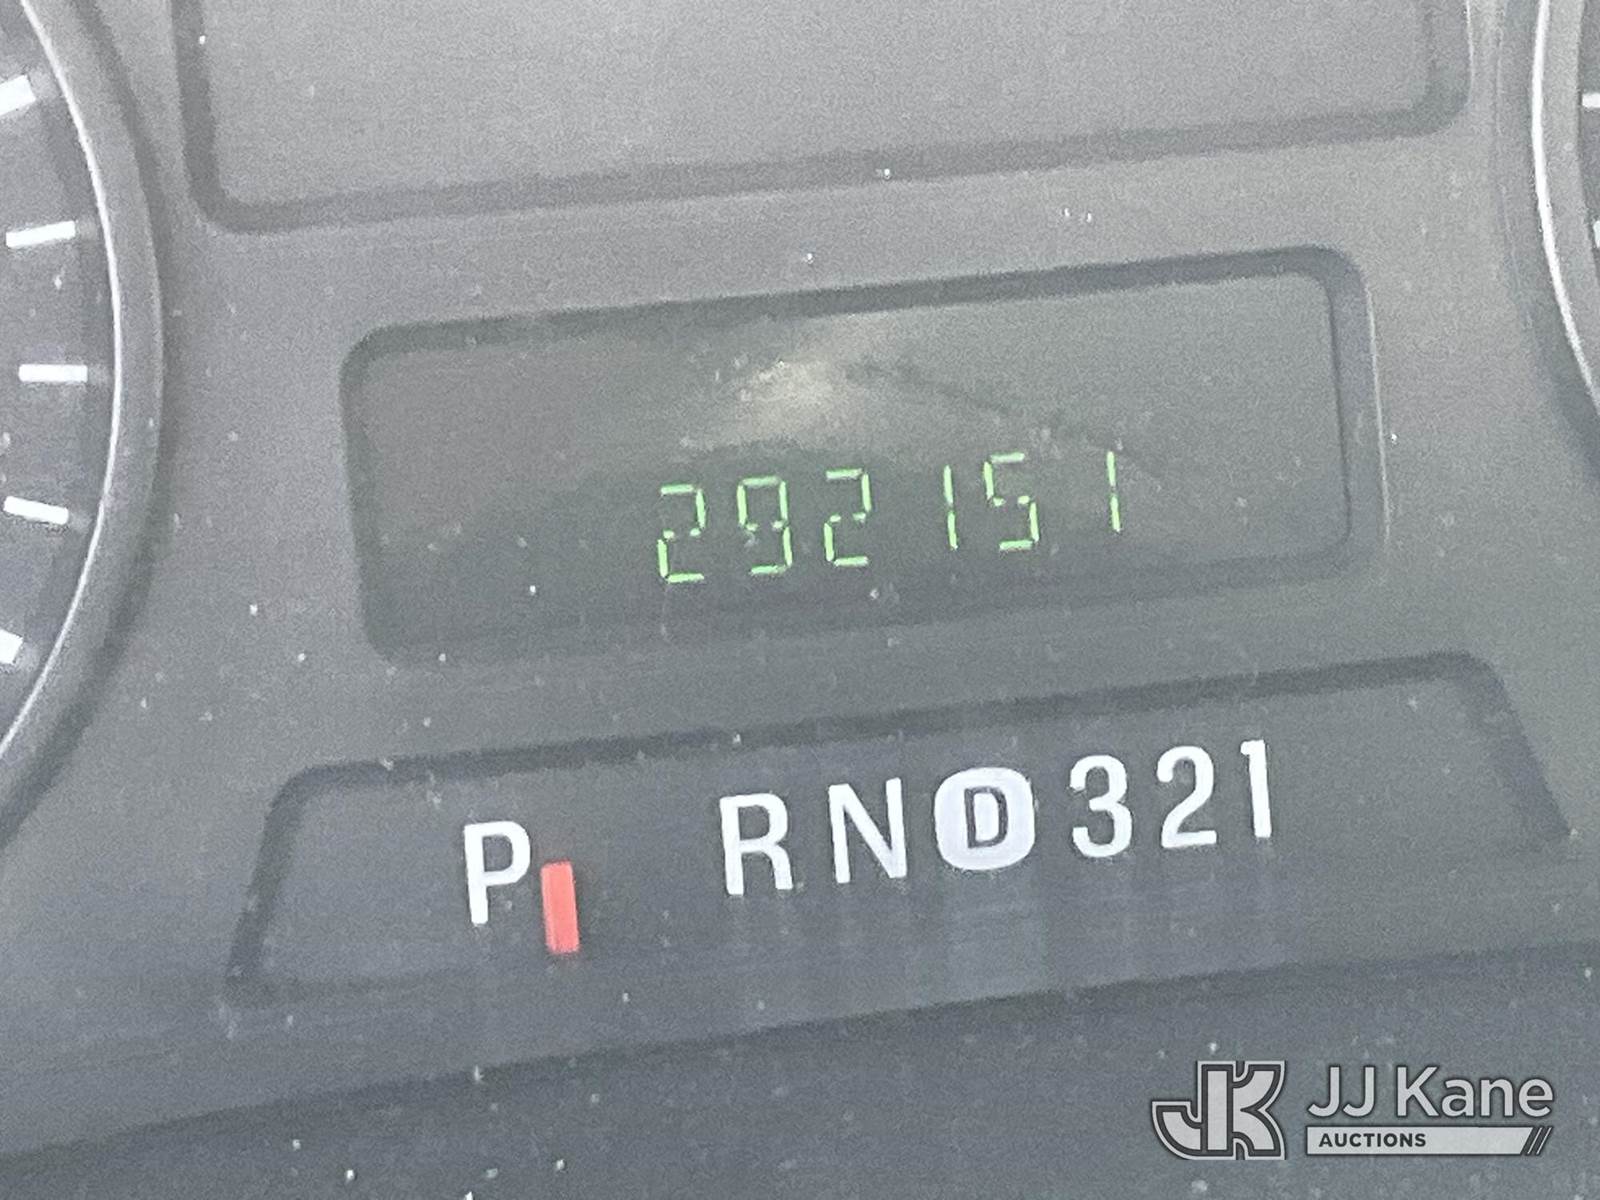 292151
P RND321
JK JJ Kane
AUCTIONS